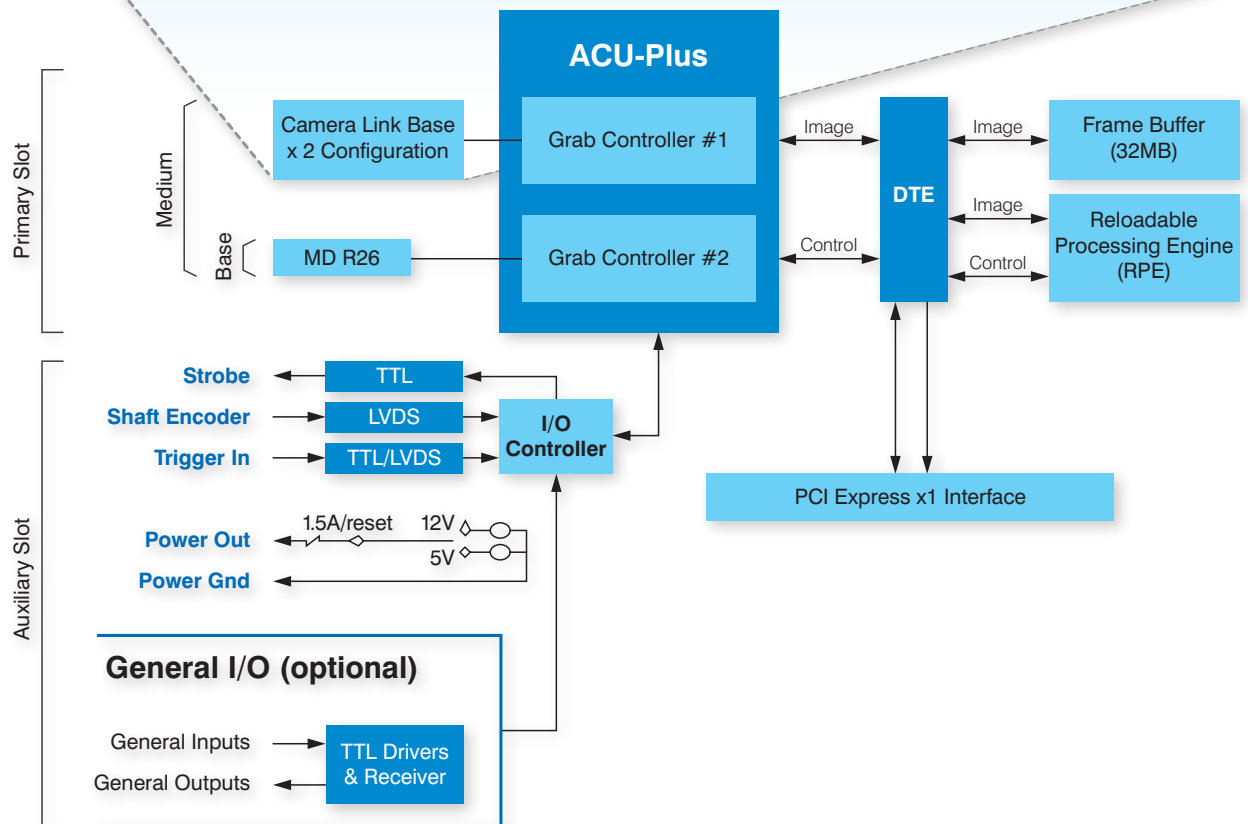 ACU-Plus
Primary Slot
Medium
Base
Camera Link Base
x 2 Configuration
MD R26
Grab Controller #1
Grab Controller #2
Image
Control
DTE
Image
Image
Control
Frame Buffer
(32MB)
Reloadable
Processing Engine
(RPE)
Auxiliary Slot
Strobe
TTL
Shaft Encoder
LVDS
Trigger In
TTL/LVDS
I/O
Controller
PCI Express x1 Interface
Power Out
1.5A/reset
12V
5V
Power Gnd
General I/O (optional)
General Inputs
General Outputs
TTL Drivers
& Receiver